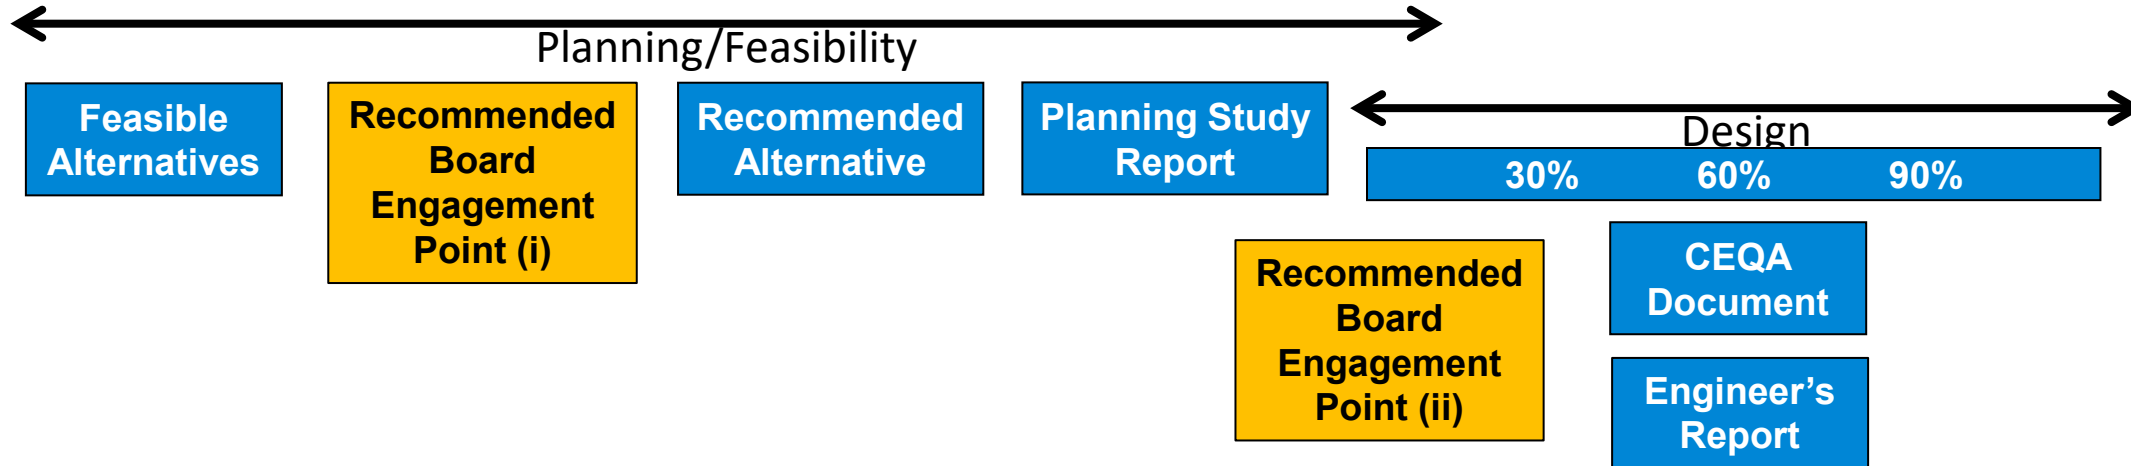 Planning/Feasibility
Feasible
Alternatives
Recommended
Board
Engagement
Point (i)
Recommended
Alternative
Planning Study
Report
Design
30% 60% 90%
Recommended
Board
Engagement
Point (ii)
CEQA
Document
Engineer’s
Report